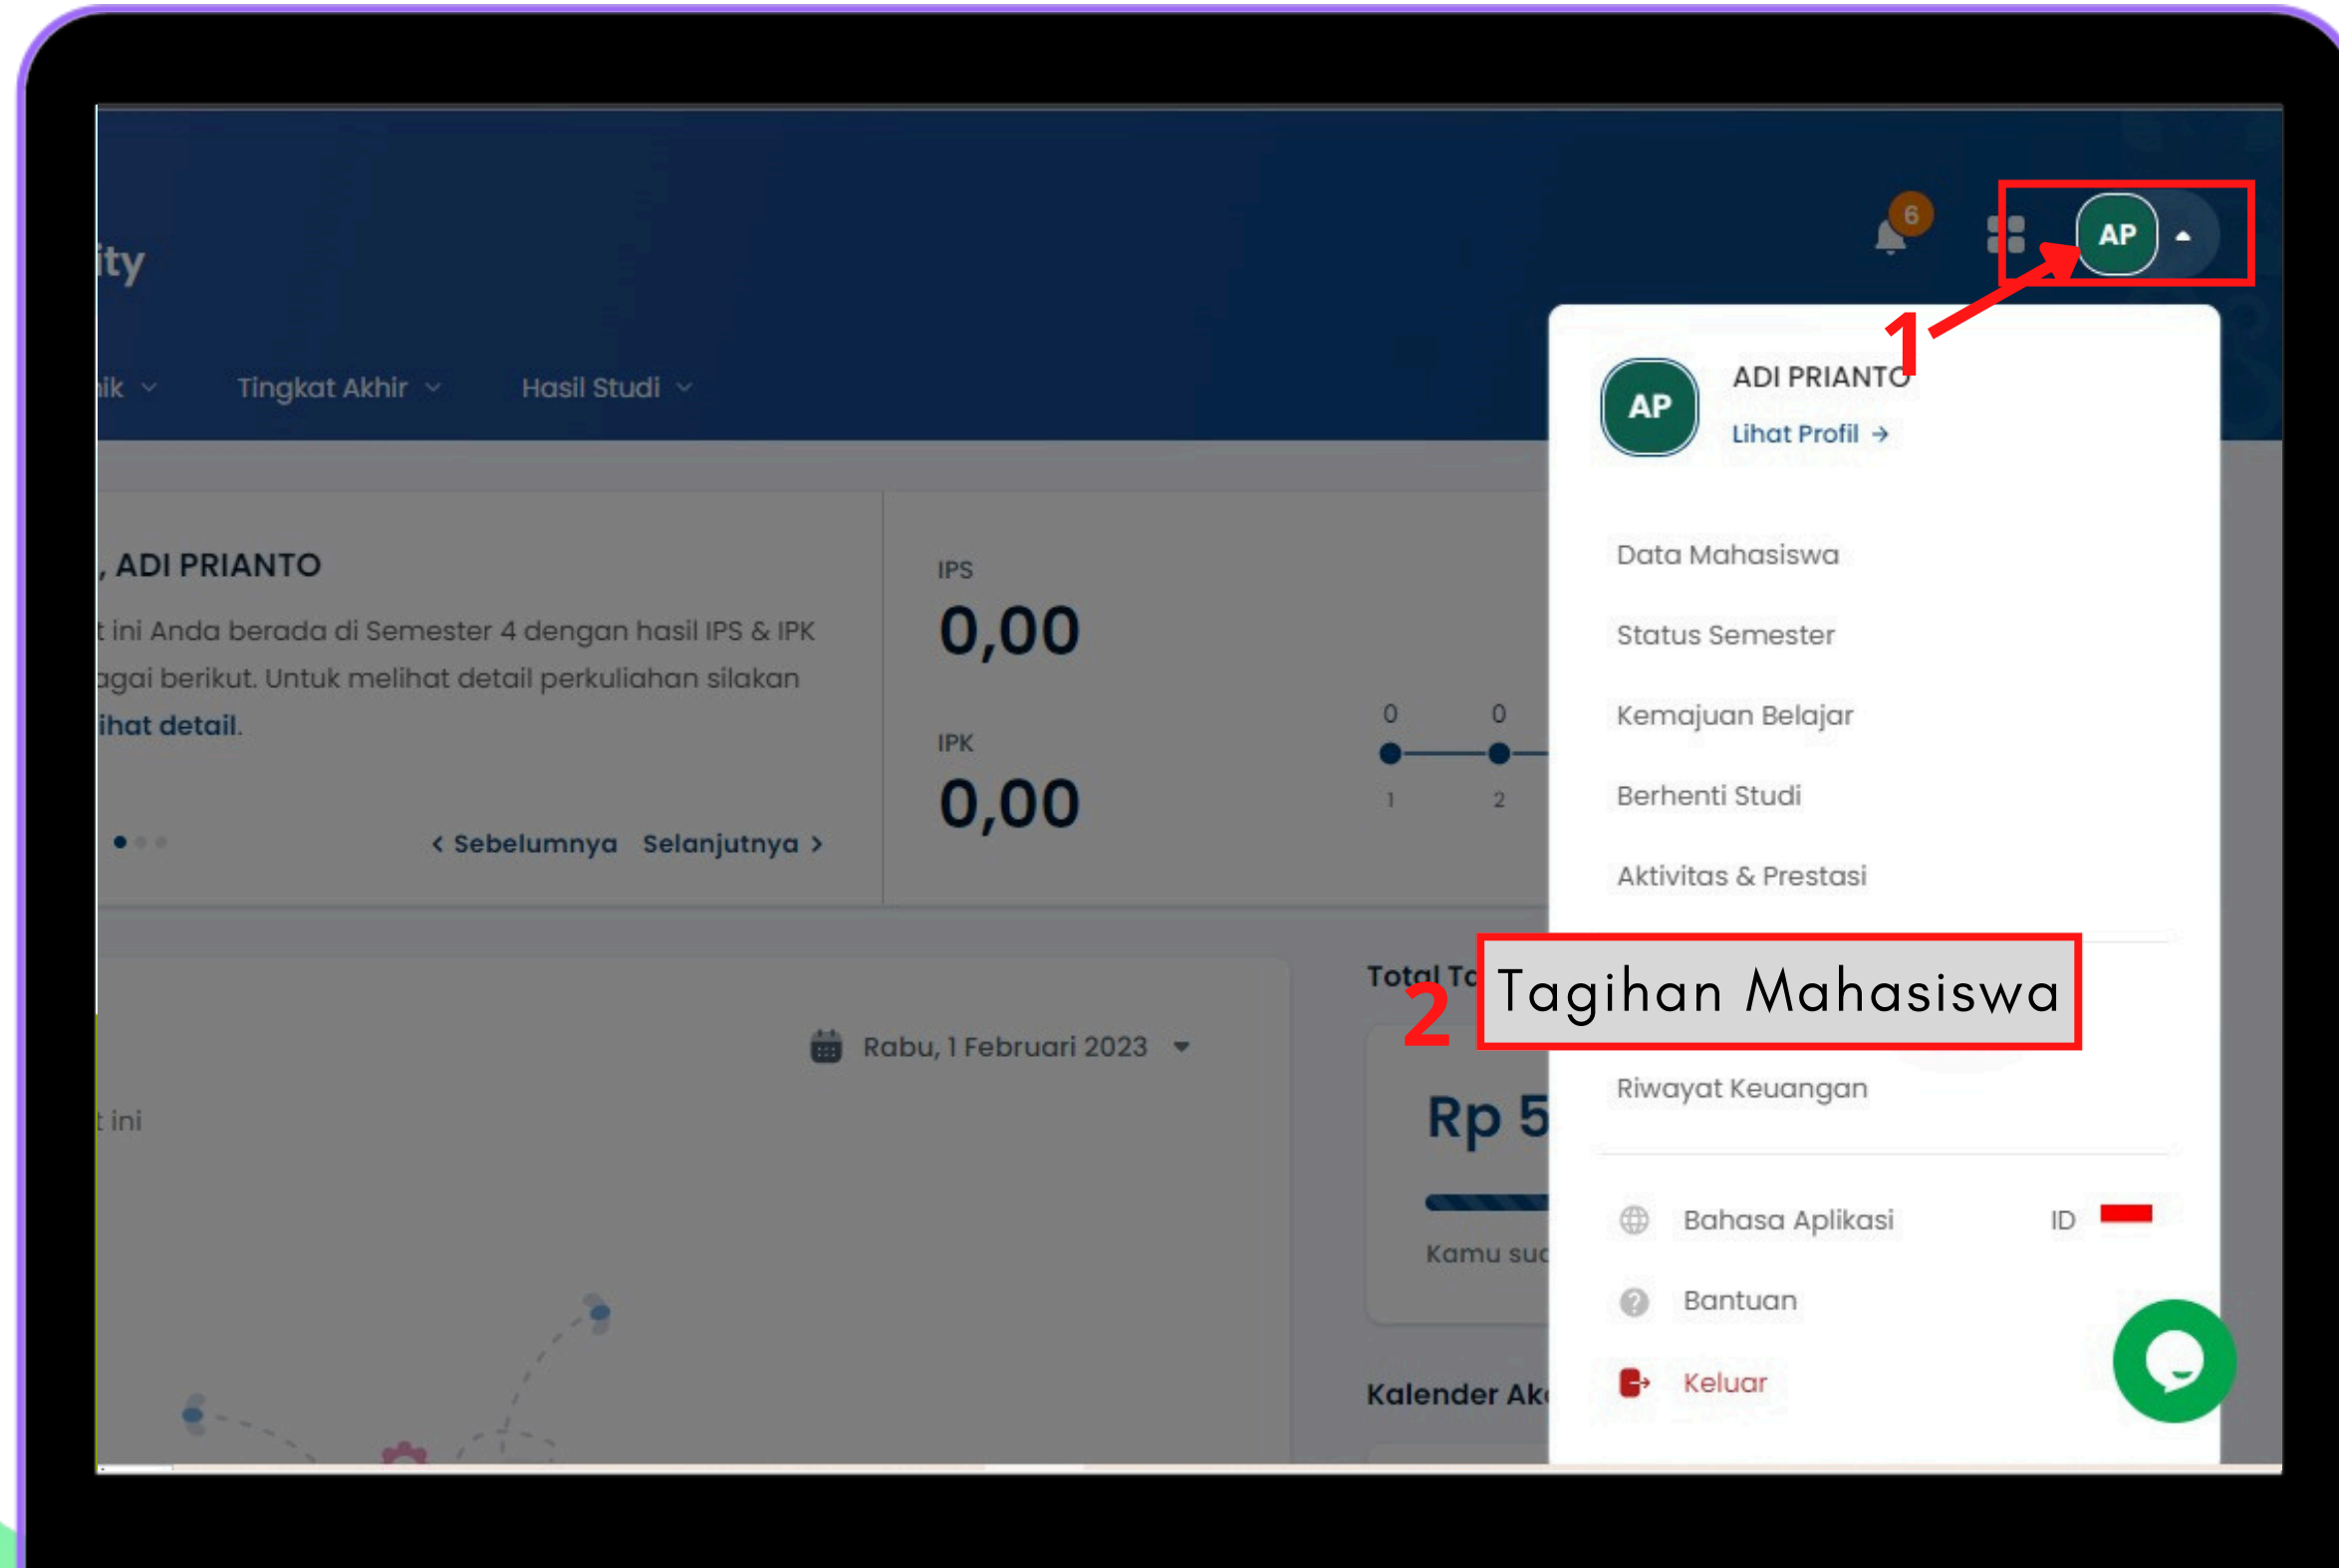 6
AP
ity
1
ik
Tingkat Akhir
Hasil Studi
AP
ADI PRIANTO
Lihat Profil →
, ADI PRIANTO
t ini Anda berada di Semester 4 dengan hasil IPS & IPK
agai berikut. Untuk melihat detail perkuliahan silakan
ihat detail.
< Sebelumnya Selanjutnya >
IPS
0,00
IPK
0,00
0 0
1 2
Data Mahasiswa
Status Semester
Kemajuan Belajar
Berhenti Studi
Aktivitas & Prestasi
2
Tagihan Mahasiswa
Riwayat Keuangan
Rabu, 1 Februari 2023
t ini
Total Ta
Rp 5
Kamu sud
Kalender Aka
Bahasa Aplikasi ID
Bantuan
Keluar